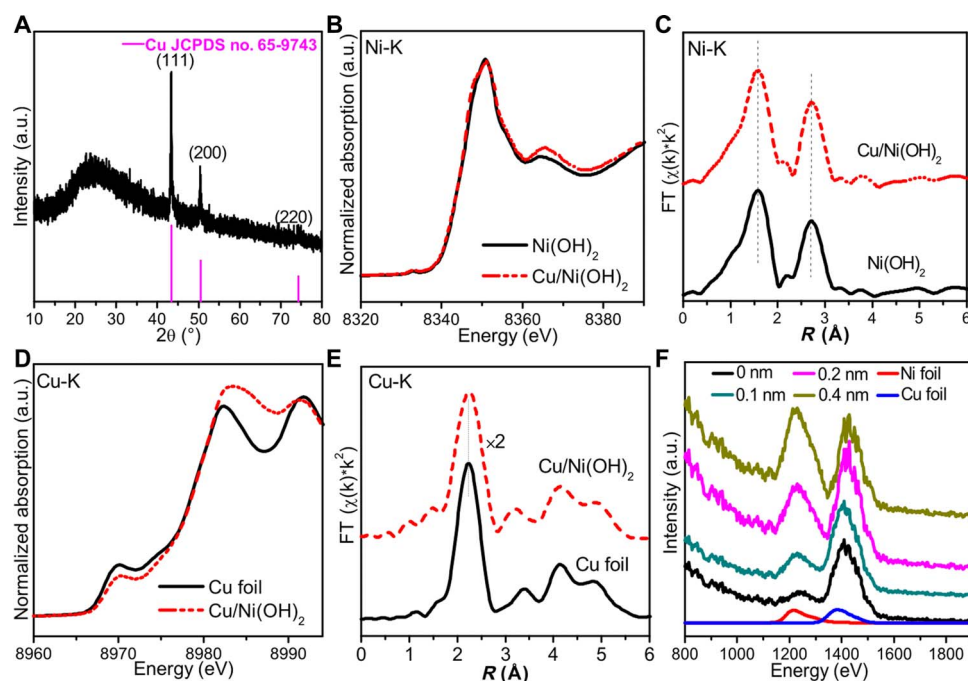 A
Cu JCPDS no. 65-9743
(111)
(200)
(220)
Intensity (a.u.)
10 20 30 40 50 60 70 80
2θ (°)
B
Ni-K
Normalized absorption (a.u.)
Ni(OH)2
Cu/Ni(OH)2
8320 8340 8360 8380
Energy (eV)
C
Ni-K
FT (χ(k)*k²)
Cu/Ni(OH)2
Ni(OH)2
0 1 2 3 4 5 6
R (Å)
D
Cu-K
Normalized absorption (a.u.)
Cu foil
Cu/Ni(OH)2
8960 8970 8980 8990
Energy (eV)
E
Cu-K
×2
FT (χ(k)*k²)
Cu/Ni(OH)2
Cu foil
0 1 2 3 4 5 6
R (Å)
F
0 nm 0.2 nm Ni foil
0.1 nm 0.4 nm Cu foil
Intensity (a.u.)
800 1000 1200 1400 1600 1800
Energy (eV)